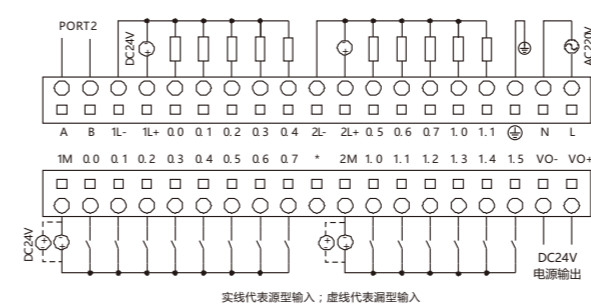 PORT2
DC24V
AC220V
A B 1L- 1L+ 0.0 0.1 0.2 0.3 0.4 2L- 2L+ 0.5 0.6 0.7 1.0 1.1 N L
1M 0.0 0.1 0.2 0.3 0.4 0.5 0.6 0.7 * 2M 1.0 1.1 1.2 1.3 1.4 1.5 VO- VO+
DC24V
DC24V
电源输出
实线代表源型输入；虚线代表漏型输入